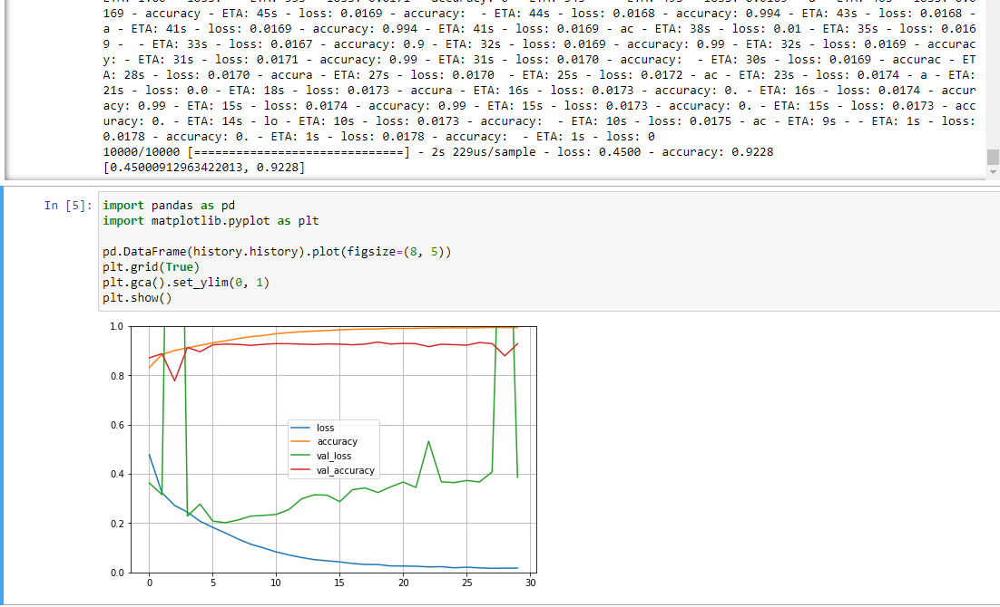 169 - accuracy - ETA: 45s - loss: 0.0169 - accuracy:  - ETA: 44s - loss: 0.0168 - accuracy: 0.994 - ETA: 43s - loss: 0.0168 -
a - ETA: 41s - loss: 0.0169 - accuracy: 0.994 - ETA: 41s - loss: 0.0169 - ac - ETA: 38s - loss: 0.01 - ETA: 35s - loss: 0.016
9 -  - ETA: 33s - loss: 0.0167 - accuracy: 0.9 - ETA: 32s - loss: 0.0169 - accuracy: 0.99 - ETA: 32s - loss: 0.0169 - accurac
y: - ETA: 31s - loss: 0.0171 - accuracy: 0.99 - ETA: 31s - loss: 0.0170 - accuracy:  - ETA: 30s - loss: 0.0169 - accurac - ET
A: 28s - loss: 0.0170 - accura - ETA: 27s - loss: 0.0170  - ETA: 25s - loss: 0.0172 - ac - ETA: 23s - loss: 0.0174 - a - ETA:
21s - loss: 0.0 - ETA: 18s - loss: 0.0173 - accura - ETA: 16s - loss: 0.0173 - accuracy: 0. - ETA: 16s - loss: 0.0174 - accur
acy: 0.99 - ETA: 15s - loss: 0.0174 - accuracy: 0.99 - ETA: 15s - loss: 0.0173 - accuracy: 0. - ETA: 15s - loss: 0.0173 - acc
uracy: 0. - ETA: 14s - lo - ETA: 10s - loss: 0.0173 - accuracy:  - ETA: 10s - loss: 0.0175 - ac - ETA: 9s - - ETA: 1s - loss:
0.0178 - accuracy: 0. - ETA: 1s - loss: 0.0178 - accuracy:  - ETA: 1s - loss: 0
10000/10000 [==============================] - 2s 229us/sample - loss: 0.4500 - accuracy: 0.9228
[0.45000912963422013, 0.9228]
In [5]: import pandas as pd
import matplotlib.pyplot as plt
pd.DataFrame(history.history).plot(figsize=(8, 5))
plt.grid(True)
plt.gca().set_ylim(0, 1)
plt.show()
1.0
0.8
0.6
0.4
0.2
0.0
loss
accuracy
val_loss
val_accuracy
0 5 10 15 20 25 30